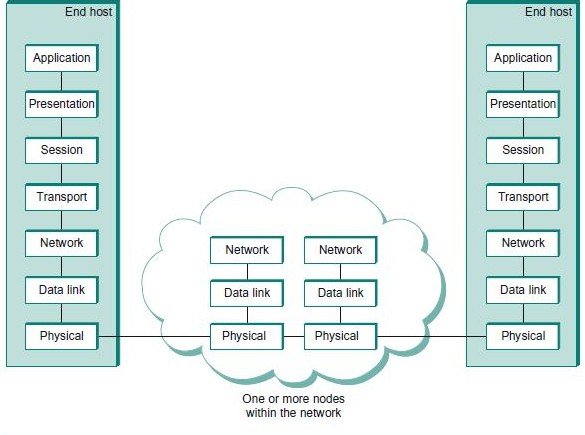 End host
End host
Application
Application
Presentation
Presentation
Session
Session
Transport
Transport
Network
Network
Network
Network
Data link
Data link
Data link
Data link
Physical
Physical
Physical
Physical
One or more nodes
within the network